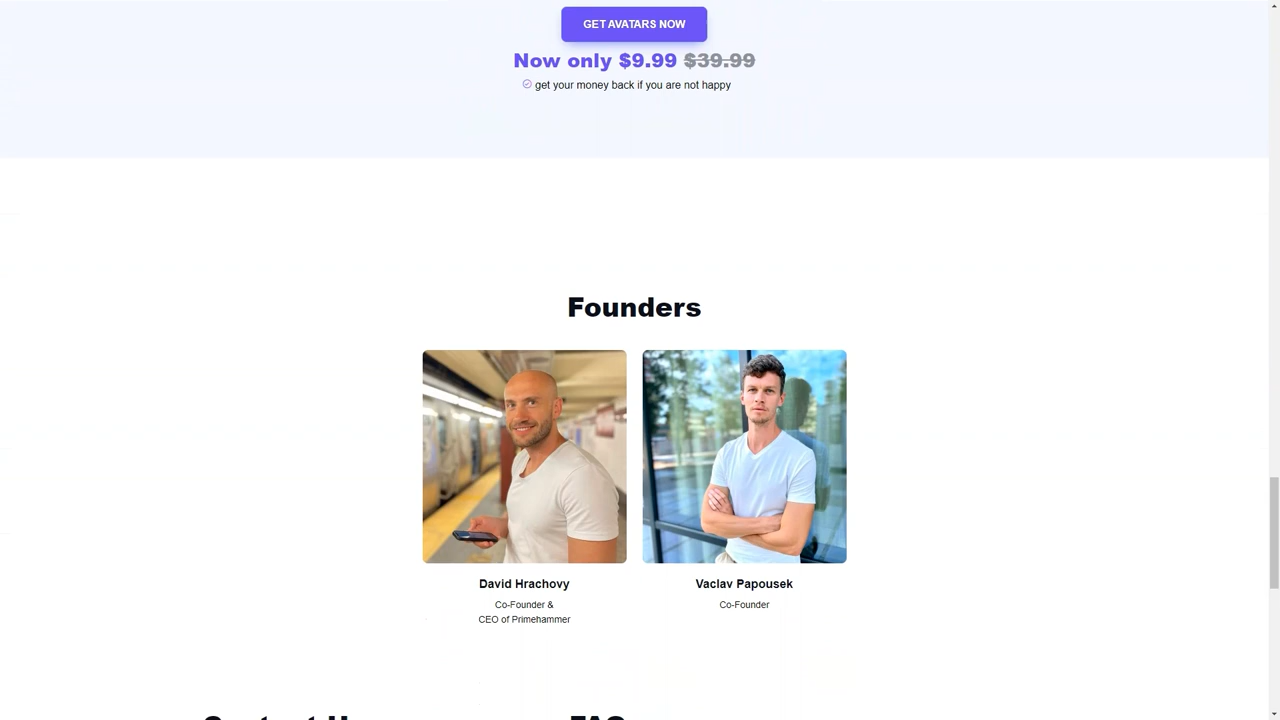 GET AVATARS NOW
Now only $9.99 $39.99
get your money back if you are not happy
Founders
David Hrachovy
Vaclav Papousek
Co-Founder &
CEO of Primehammer
Co-Founder
FAQ